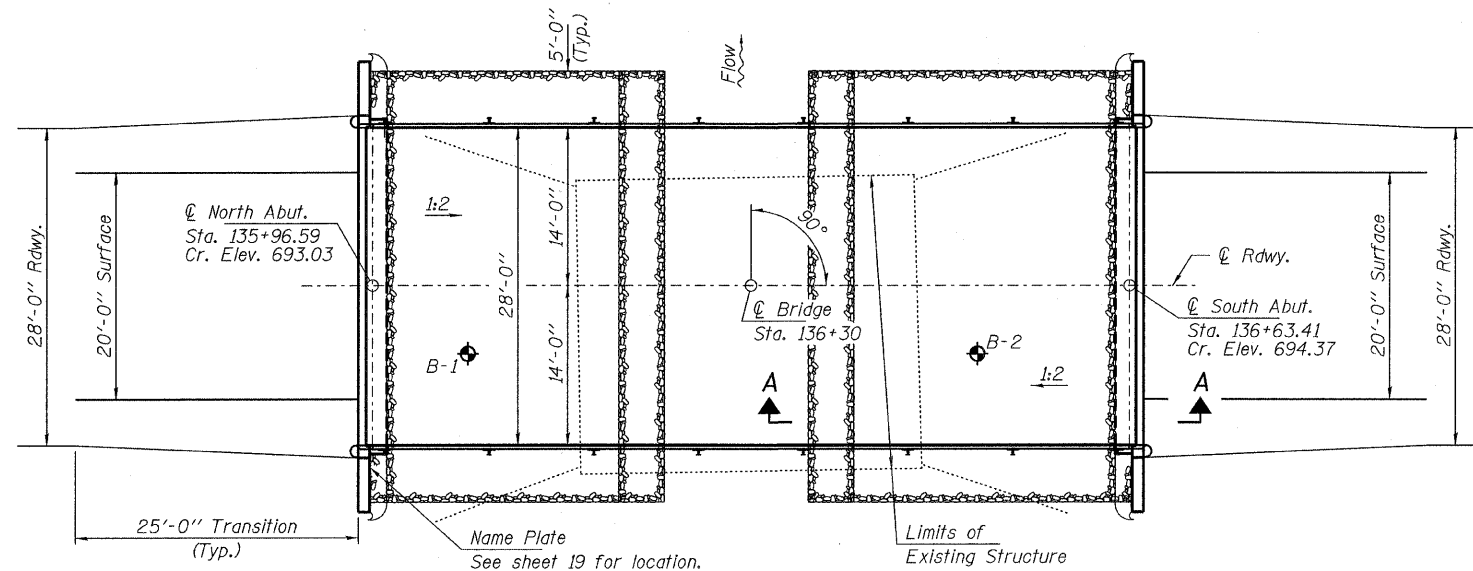 5'-0"
(Typ.)
Flow
28'-0" Rdwy.
20'-0" Surface
℄ North Abut.
Sta. 135+96.59
Cr. Elev. 693.03
1:2
28'-0"
14'-0"
14'-0"
90°
℄ Bridge
Sta. 136+30
℄ Rdwy.
℄ South Abut.
Sta. 136+63.41
Cr. Elev. 694.37
20'-0" Surface
28'-0" Rdwy.
B-1
B-2
1:2
A
A
25'-0" Transition
(Typ.)
Name Plate
See sheet 19 for location.
Limits of
Existing Structure